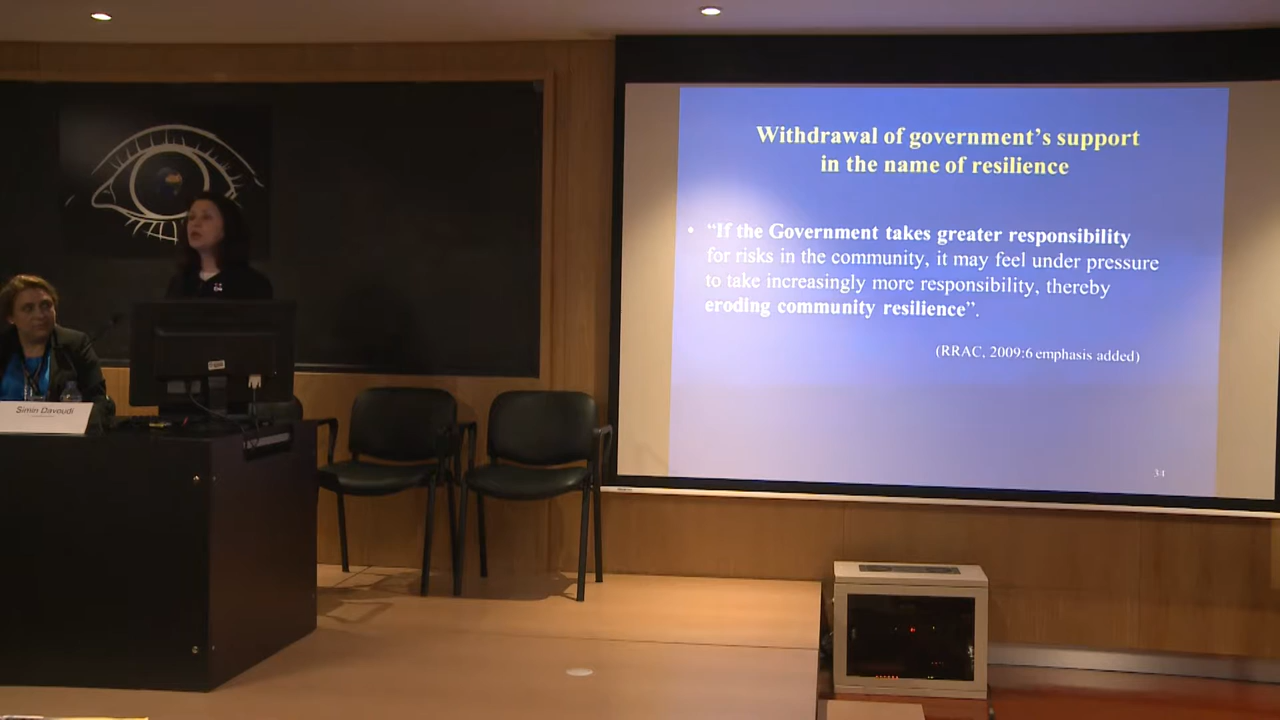 Withdrawal of government's support
in the name of resilience
• "If the Government takes greater responsibility
for risks in the community, it may feel under pressure
to take increasingly more responsibility, thereby
eroding community resilience".
(RRAC, 2009:6 emphasis added)
34
Simin Davoudi